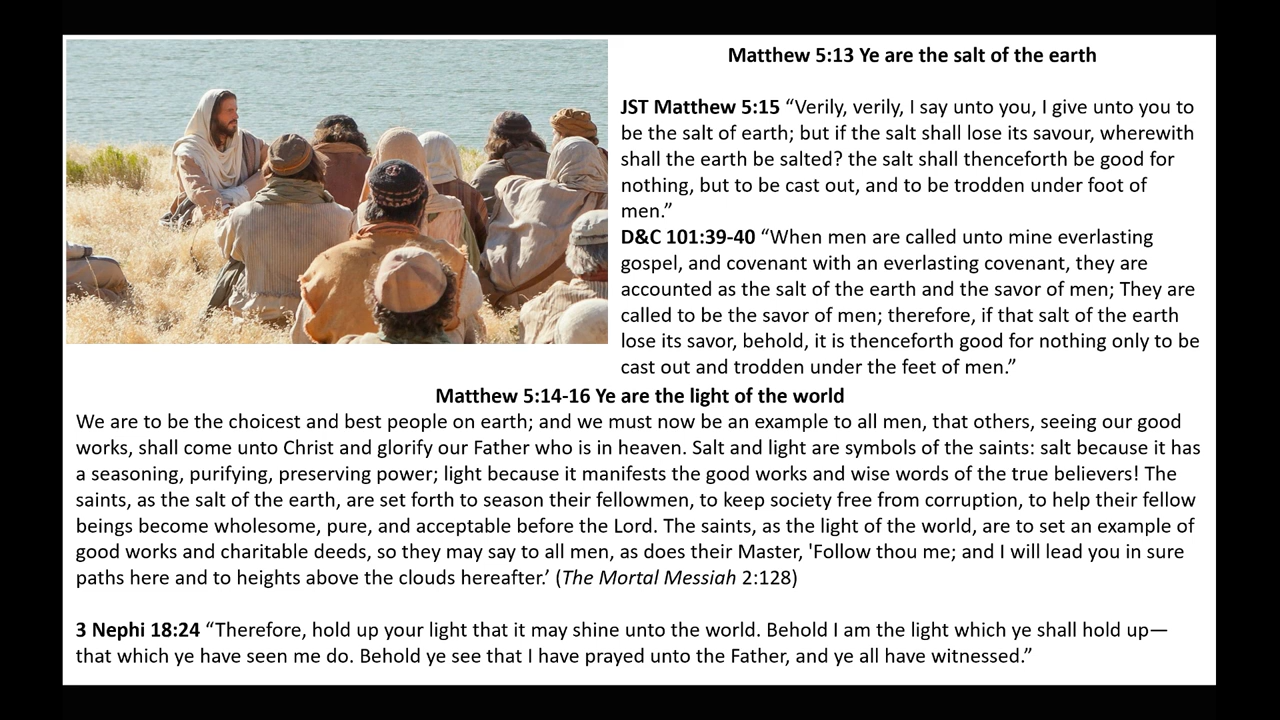 Matthew 5:13 Ye are the salt of the earth
JST Matthew 5:15 “Verily, verily, I say unto you, I give unto you to
be the salt of earth; but if the salt shall lose its savour, wherewith
shall the earth be salted? the salt shall thenceforth be good for
nothing, but to be cast out, and to be trodden under foot of
men.”
D&C 101:39-40 “When men are called unto mine everlasting
gospel, and covenant with an everlasting covenant, they are
accounted as the salt of the earth and the savor of men; They are
called to be the savor of men; therefore, if that salt of the earth
lose its savor, behold, it is thenceforth good for nothing only to be
cast out and trodden under the feet of men.”
Matthew 5:14-16 Ye are the light of the world
We are to be the choicest and best people on earth; and we must now be an example to all men, that others, seeing our good
works, shall come unto Christ and glorify our Father who is in heaven. Salt and light are symbols of the saints: salt because it has
a seasoning, purifying, preserving power; light because it manifests the good works and wise words of the true believers! The
saints, as the salt of the earth, are set forth to season their fellowmen, to keep society free from corruption, to help their fellow
beings become wholesome, pure, and acceptable before the Lord. The saints, as the light of the world, are to set an example of
good works and charitable deeds, so they may say to all men, as does their Master, 'Follow thou me; and I will lead you in sure
paths here and to heights above the clouds hereafter.’ (The Mortal Messiah 2:128)
3 Nephi 18:24 “Therefore, hold up your light that it may shine unto the world. Behold I am the light which ye shall hold up—
that which ye have seen me do. Behold ye see that I have prayed unto the Father, and ye all have witnessed.”